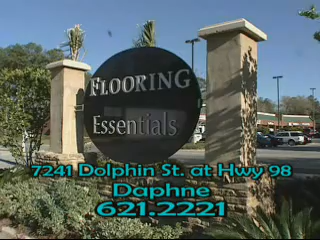 FLOORING
Essentials
7241 Dolphin St. at Hwy 98
Daphne
621.2221